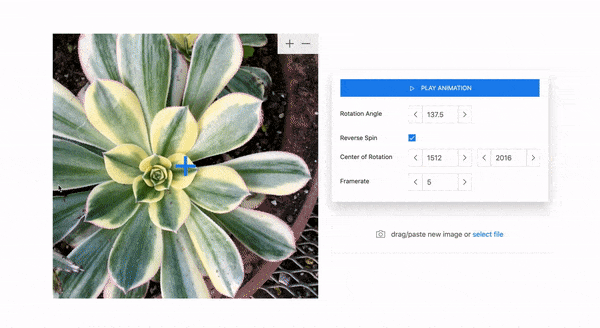 PLAY ANIMATION
Rotation Angle 137.5
Reverse Spin
Center of Rotation 1512 2016
Framerate 5
drag/paste new image or select file